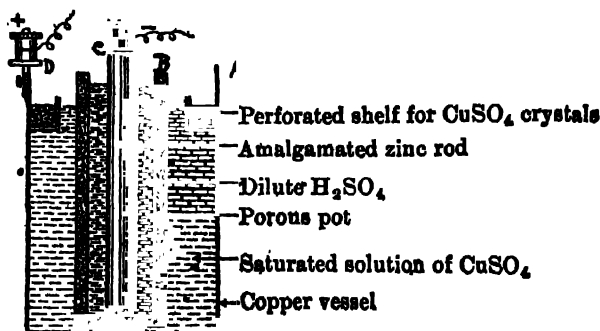 +
−
C
B
D
Perforated shelf for CuSO₄ crystals
Amalgamated zinc rod
Dilute H₂SO₄
Porous pot
Saturated solution of CuSO₄
Copper vessel